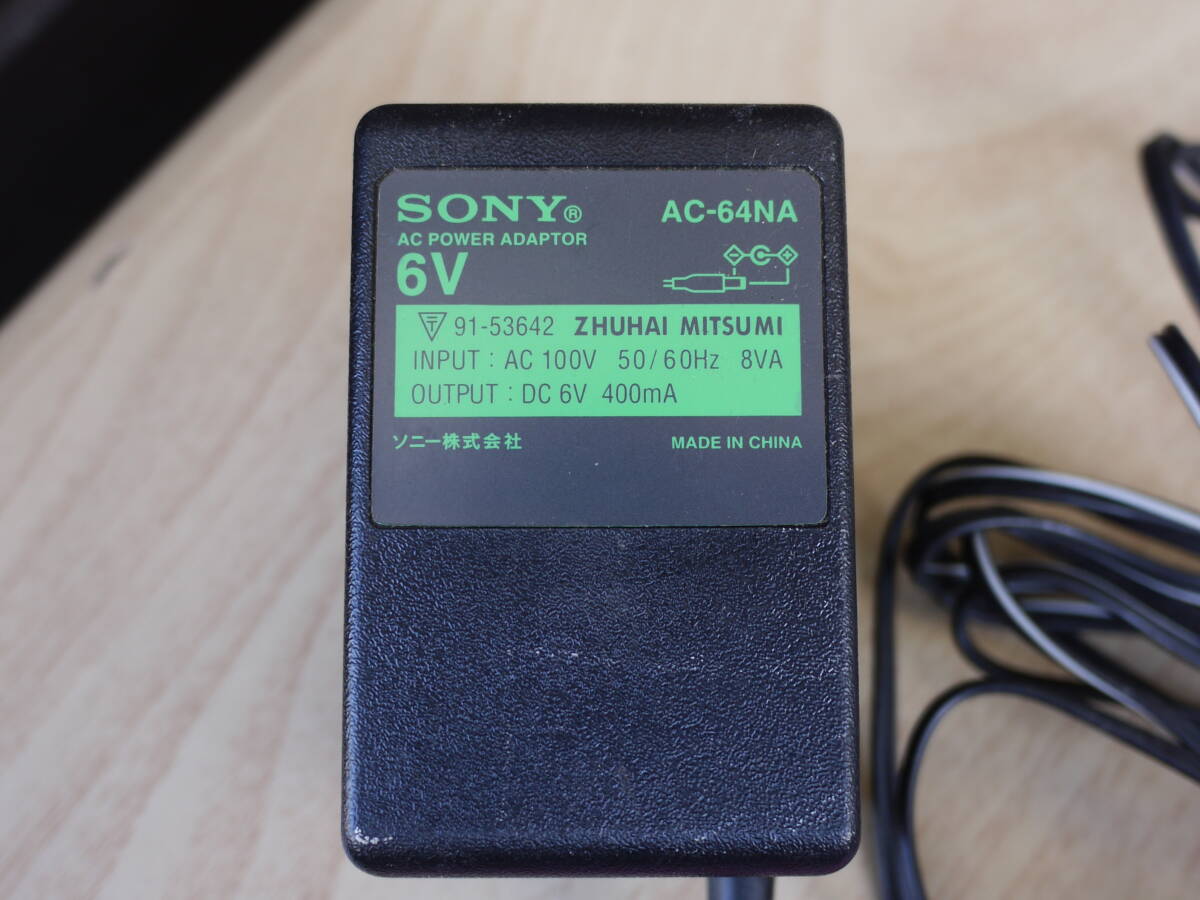 SONY® AC-64NA
AC POWER ADAPTOR
6V
91-53642 ZHUHAI MITSUMI
INPUT : AC 100V 50/60Hz 8VA
OUTPUT : DC 6V 400mA
ソニー株式会社 MADE IN CHINA